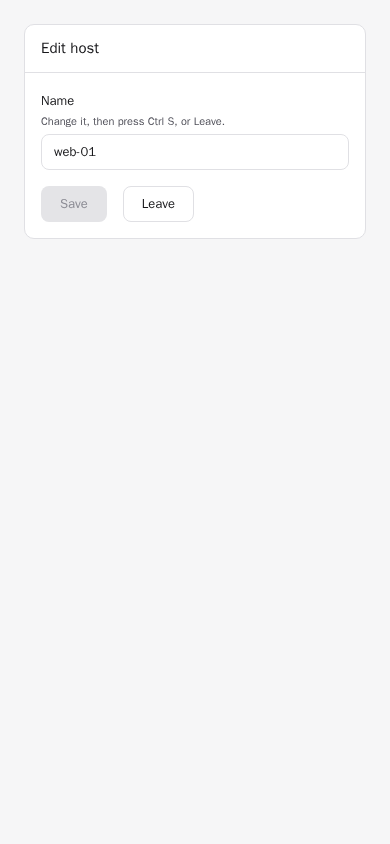 Edit host
Name
Change it, then press Ctrl S, or Leave.
web-01
Save
Leave